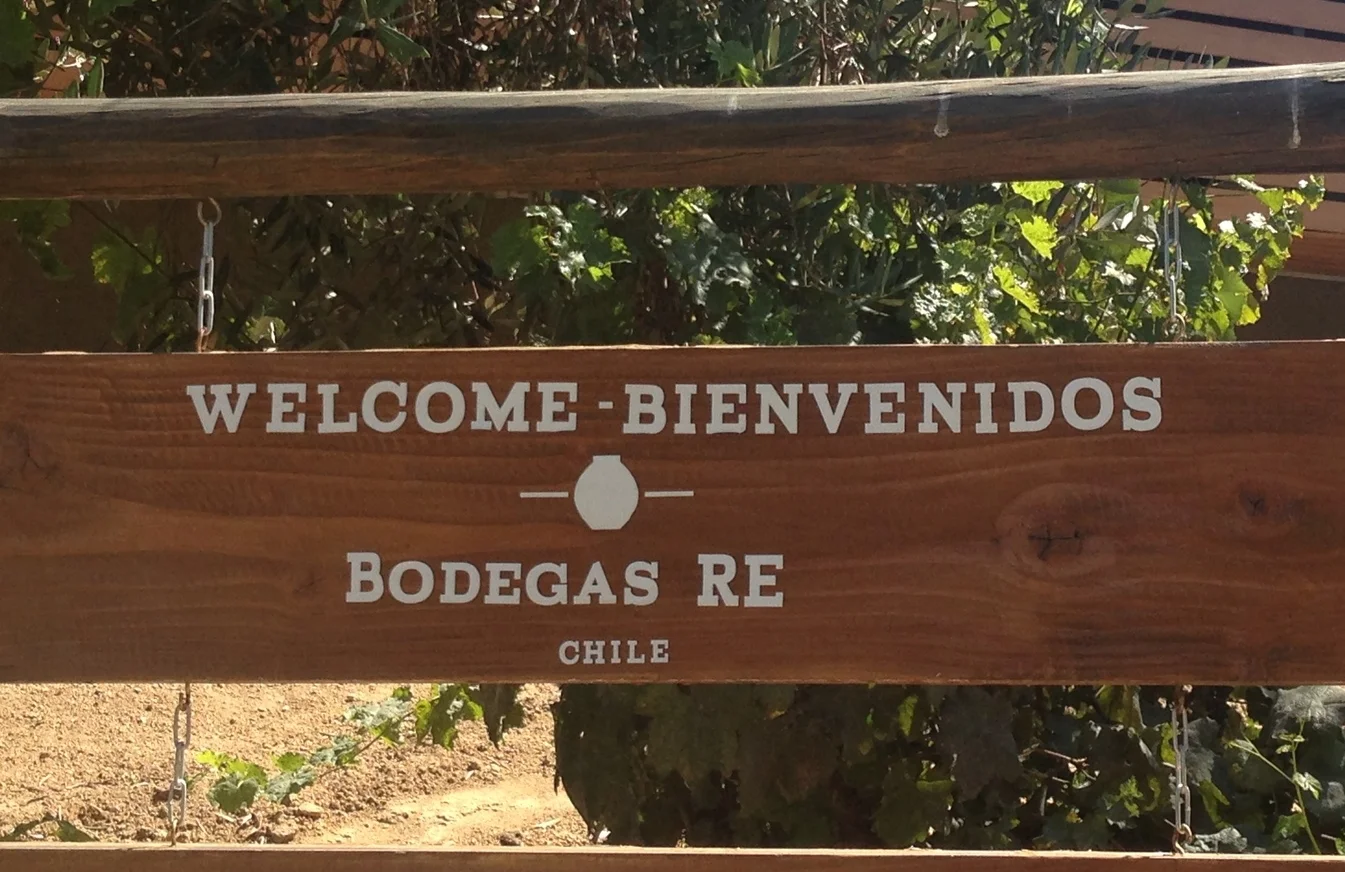 WELCOME - BIENVENIDOS
BODEGAS RE
CHILE